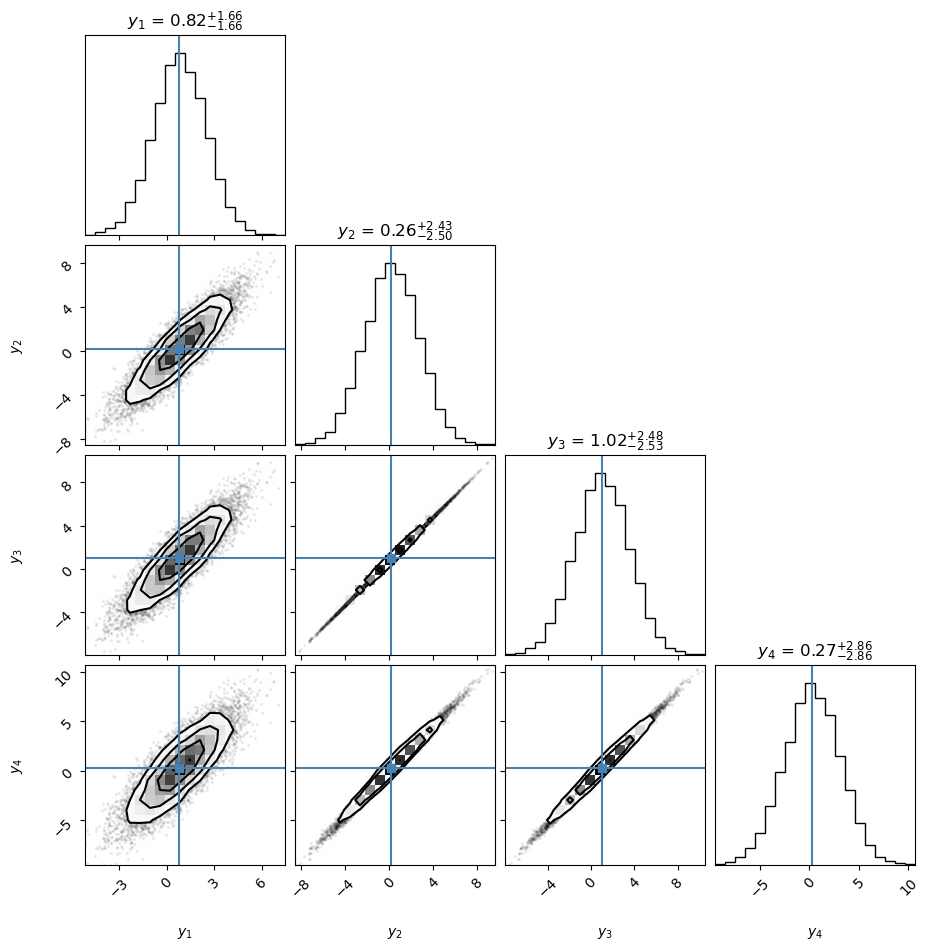 y₁ = 0.82 +1.66 −1.66
y₂ = 0.26 +2.43 −2.50
8
4
0
−4
−8
y₂
y₃ = 1.02 +2.48 −2.53
8
4
0
−4
y₃
y₄ = 0.27 +2.86 −2.86
10
5
0
−5
y₄
−3 0 3 6 −8 −4 0 4 8 −4 0 4 8 −5 0 5 10
y₁ y₂ y₃ y₄